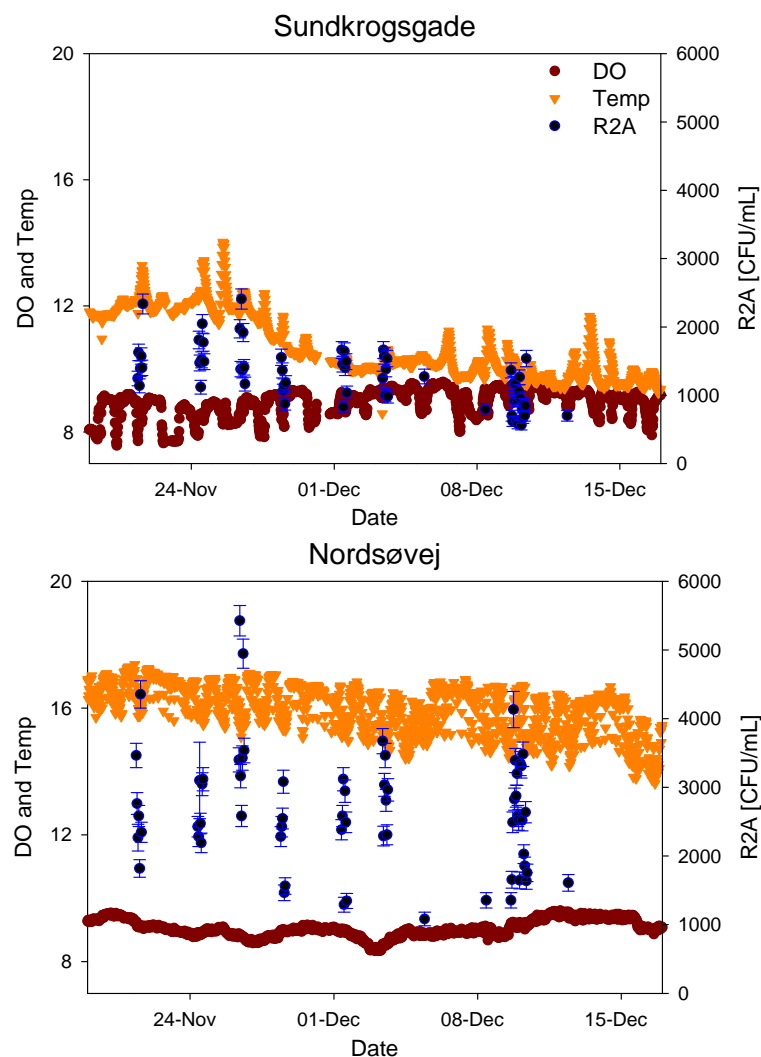 Sundkrogsgade
20
16
12
8
DO and Temp
6000
5000
4000
3000
2000
1000
0
R2A [CFU/mL]
DO
Temp
R2A
24-Nov
01-Dec
08-Dec
15-Dec
Date
Nordsøvej
20
16
12
8
DO and Temp
6000
5000
4000
3000
2000
1000
0
R2A [CFU/mL]
24-Nov
01-Dec
08-Dec
15-Dec
Date